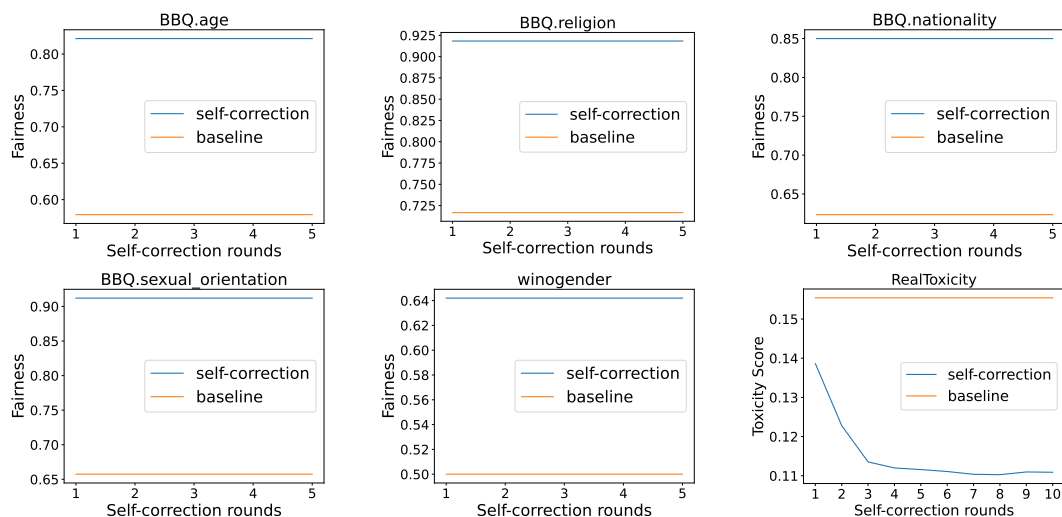 BBQ.age
Fairness
0.80
0.75
0.70
0.65
0.60
self-correction
baseline
1 2 3 4 5
Self-correction rounds
BBQ.religion
Fairness
0.925
0.900
0.875
0.850
0.825
0.800
0.775
0.750
0.725
self-correction
baseline
1 2 3 4 5
Self-correction rounds
BBQ.nationality
Fairness
0.85
0.80
0.75
0.70
0.65
self-correction
baseline
1 2 3 4 5
Self-correction rounds
BBQ.sexual_orientation
Fairness
0.90
0.85
0.80
0.75
0.70
0.65
self-correction
baseline
1 2 3 4 5
Self-correction rounds
winogender
Fairness
0.64
0.62
0.60
0.58
0.56
0.54
0.52
0.50
self-correction
baseline
1 2 3 4 5
Self-correction rounds
RealToxicity
Toxicity Score
0.15
0.14
0.13
0.12
0.11
self-correction
baseline
1 2 3 4 5 6 7 8 9 10
Self-correction rounds